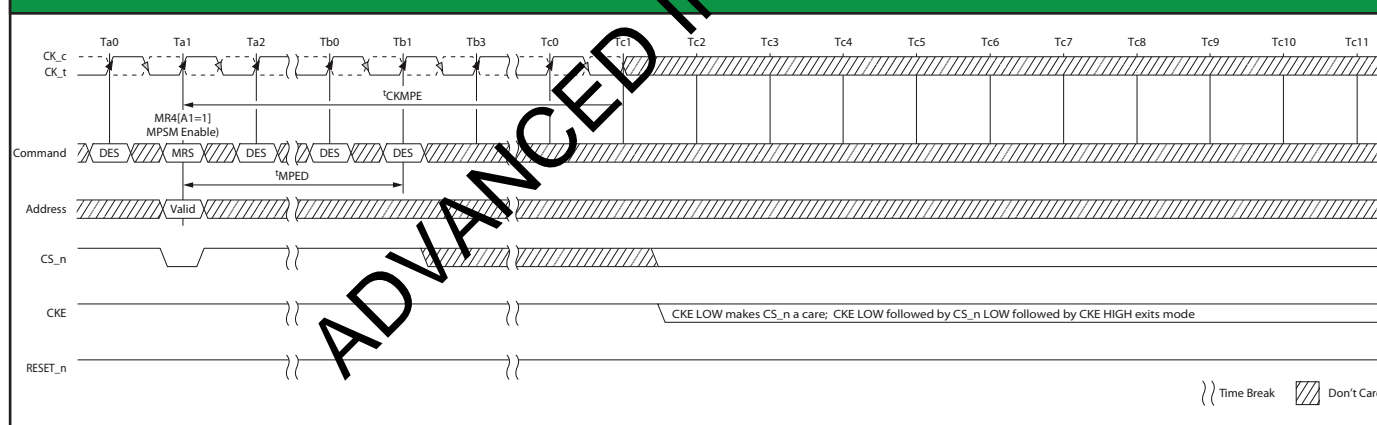 Ta0 Ta1 Ta2 Tb0 Tb1 Tb3 Tc0 Tc1 Tc2 Tc3 Tc4 Tc5 Tc6 Tc7 Tc8 Tc9 Tc10 Tc11
CK_c
CK_t
tCKMPE
MR4[A1=1]
MPSM Enable)
Command DES MRS DES DES DES
tMPED
Address Valid
CS_n
CKE CKE LOW makes CS_n a care; CKE LOW followed by CS_n LOW followed by CKE HIGH exits mode
RESET_n
Time Break Don't Care
ADVANCED